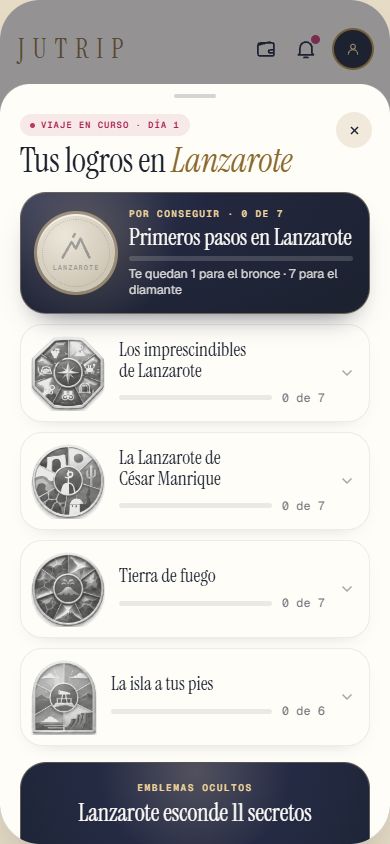 JUTRIP
VIAJE EN CURSO · DÍA 1
Tus logros en Lanzarote
POR CONSEGUIR · 0 DE 7
Primeros pasos en Lanzarote
LANZAROTE
Te quedan 1 para el bronce · 7 para el
diamante
Los imprescindibles
de Lanzarote
0 de 7
La Lanzarote de
César Manrique
0 de 7
Tierra de fuego
0 de 7
La isla a tus pies
0 de 6
EMBLEMAS OCULTOS
Lanzarote esconde 11 secretos